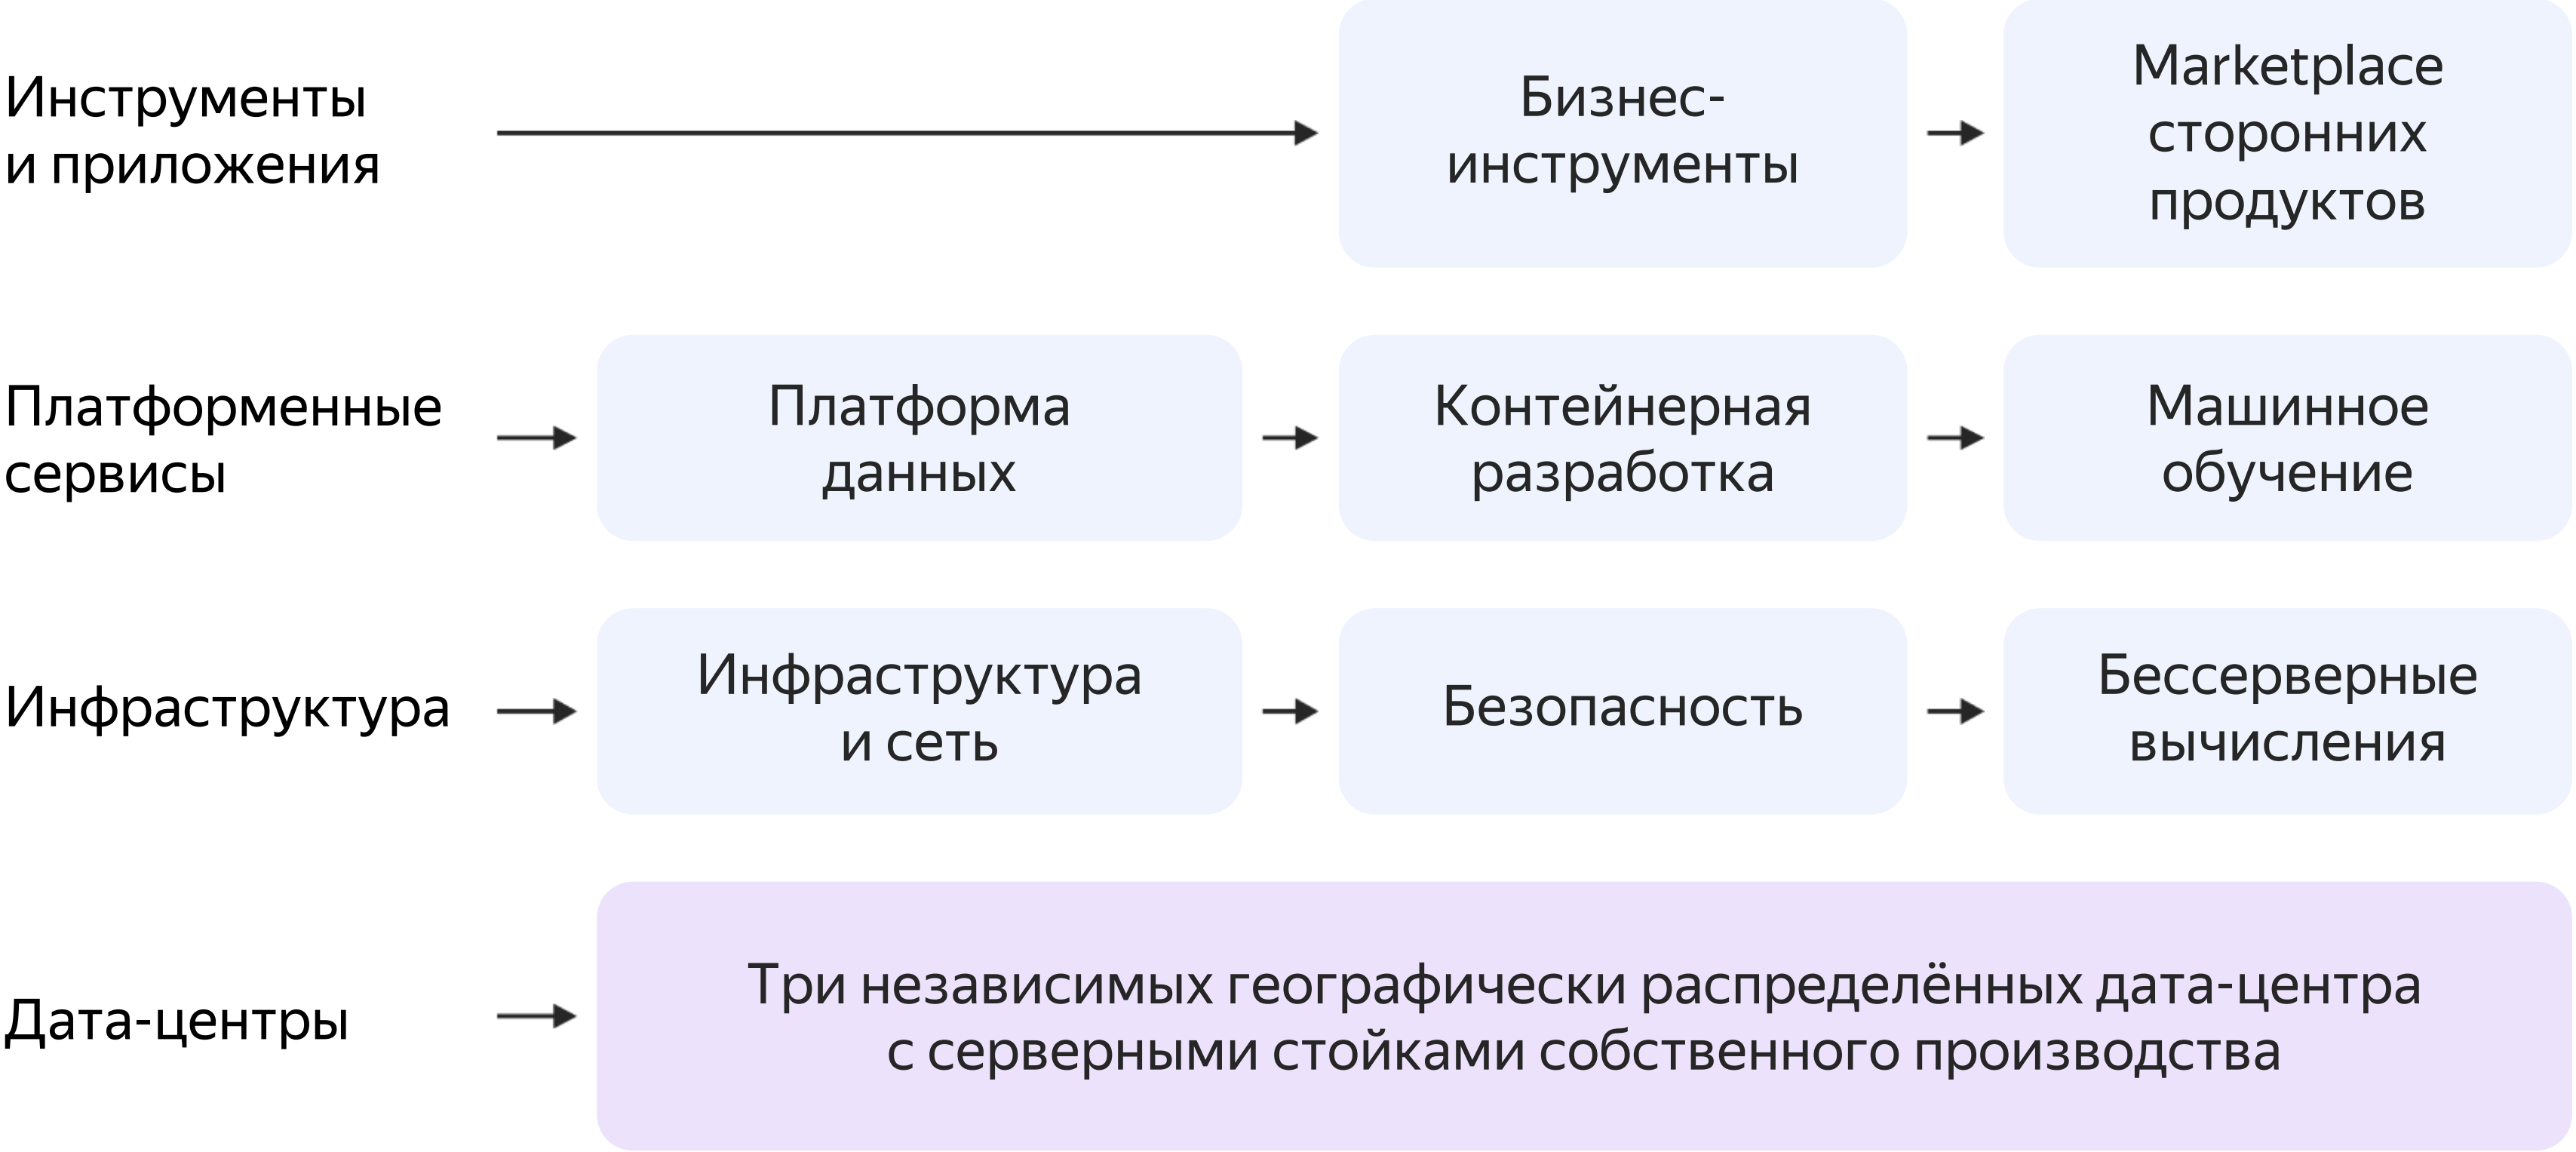 Инструменты
и приложения
Бизнес-
инструменты
Marketplace
сторонних
продуктов
Платформенные
сервисы
Платформа
данных
Контейнерная
разработка
Машинное
обучение
Инфраструктура
Инфраструктура
и сеть
Безопасность
Бессерверные
вычисления
Дата-центры
Три независимых географически распределённых дата-центра
с серверными стойками собственного производства